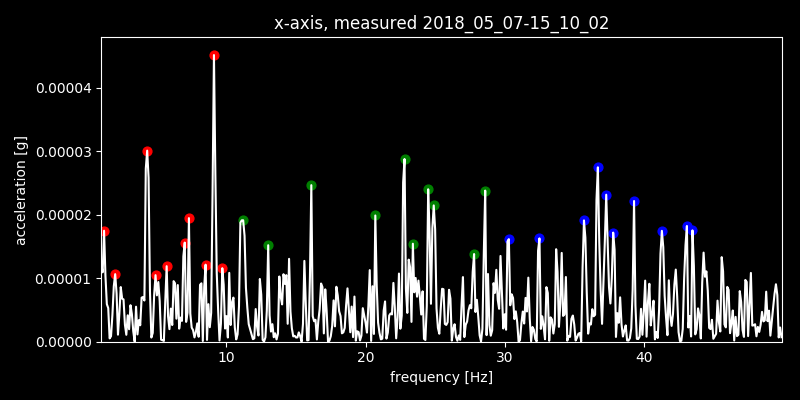 x-axis, measured 2018_05_07-15_10_02
0.00004
0.00003
0.00002
0.00001
0.00000
acceleration [g]
10 20 30 40
frequency [Hz]